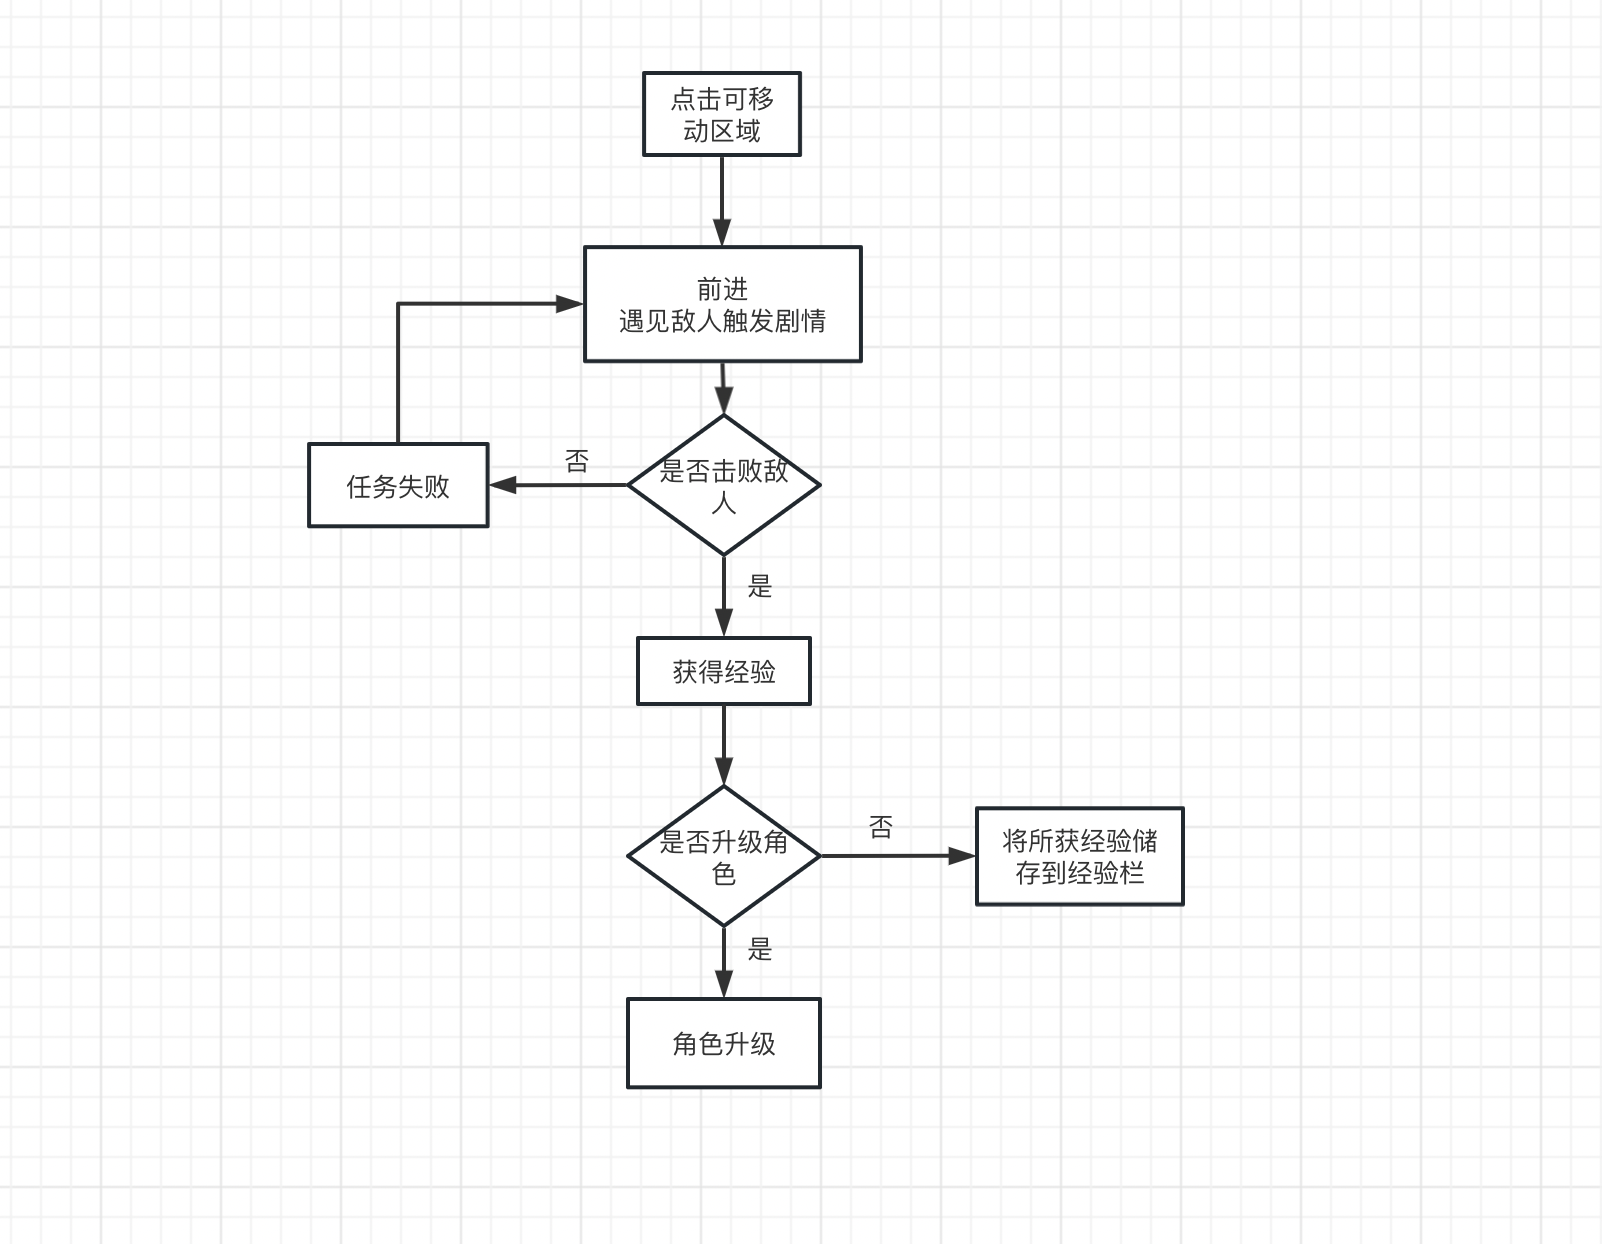 点击可移
动区域
前进
遇见敌人触发剧情
否
是否击败敌
人
任务失败
是
获得经验
否
是否升级角
色
将所获经验储
存到经验栏
是
角色升级